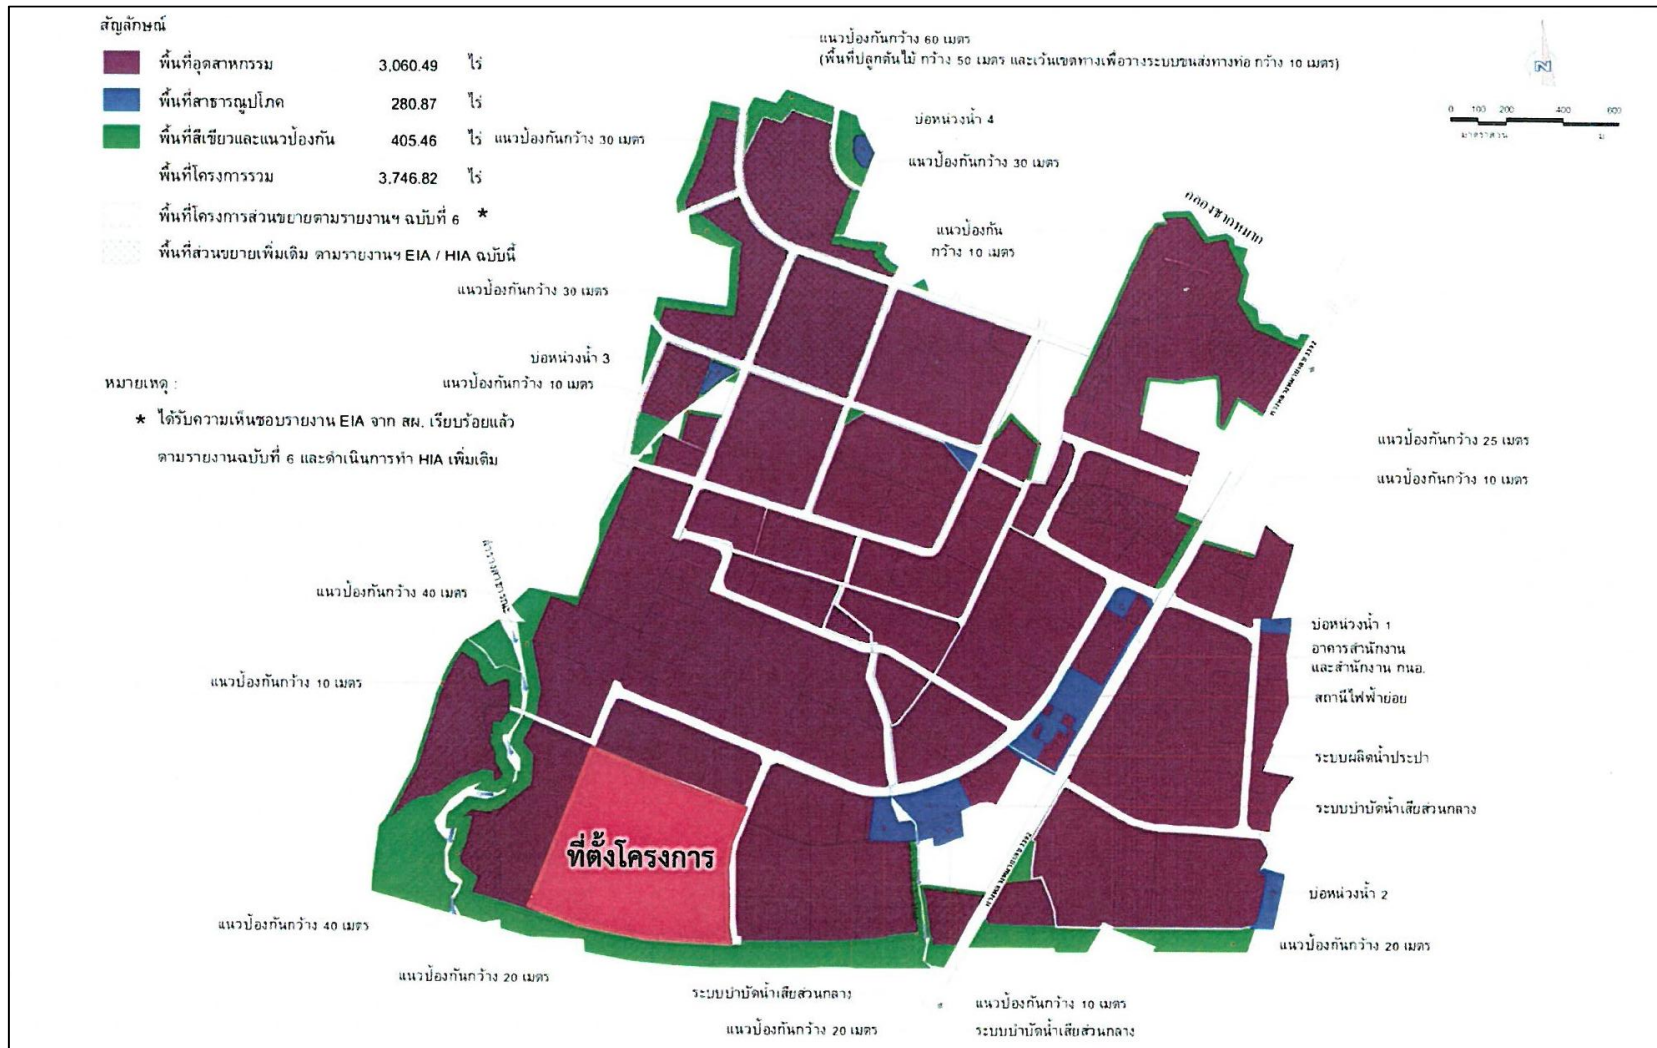 สัญลักษณ์
พื้นที่อุตสาหกรรม 3,060.49 ไร่
พื้นที่สาธารณูปโภค 280.87 ไร่
พื้นที่สีเขียวและแนวป้องกัน 405.46 ไร่
พื้นที่โครงการรวม 3,746.82 ไร่
พื้นที่โครงการส่วนขยายตามรายงานฯ ฉบับที่ 6 *
พื้นที่ส่วนขยายเพิ่มเติม ตามรายงานฯ EIA / HIA ฉบับนี้
หมายเหตุ :
* ได้รับความเห็นชอบรายงาน EIA จาก สผ. เรียบร้อยแล้ว
ตามรายงานฉบับที่ 6 และดำเนินการทำ HIA เพิ่มเติม
แนวป้องกันกว้าง 60 เมตร
(พื้นที่ปลูกต้นไม้ กว้าง 50 เมตร และเว้นเขตทางเพื่อวางระบบขนส่งทางท่อ กว้าง 10 เมตร)
N
0 100 200 400 600
มาตราส่วน ม
บ่อหน่วงน้ำ 4
แนวป้องกันกว้าง 30 เมตร
แนวป้องกันกว้าง 30 เมตร
คลองชากหมาก
แนวป้องกัน
กว้าง 10 เมตร
แนวป้องกันกว้าง 30 เมตร
บ่อหน่วงน้ำ 3
แนวป้องกันกว้าง 10 เมตร
แนวป้องกันกว้าง 25 เมตร
แนวป้องกันกว้าง 10 เมตร
ลำรางสาธารณะ
แนวป้องกันกว้าง 40 เมตร
บ่อหน่วงน้ำ 1
อาคารสำนักงาน
และสำนักงาน กนอ.
แนวป้องกันกว้าง 10 เมตร
สถานีไฟฟ้าย่อย
ระบบผลิตน้ำประปา
ระบบบำบัดน้ำเสียส่วนกลาง
ที่ตั้งโครงการ
บ่อหน่วงน้ำ 2
แนวป้องกันกว้าง 40 เมตร
แนวป้องกันกว้าง 20 เมตร
แนวป้องกันกว้าง 20 เมตร
ระบบบำบัดน้ำเสียส่วนกลาง
แนวป้องกันกว้าง 10 เมตร
แนวป้องกันกว้าง 20 เมตร
ระบบบำบัดน้ำเสียส่วนกลาง